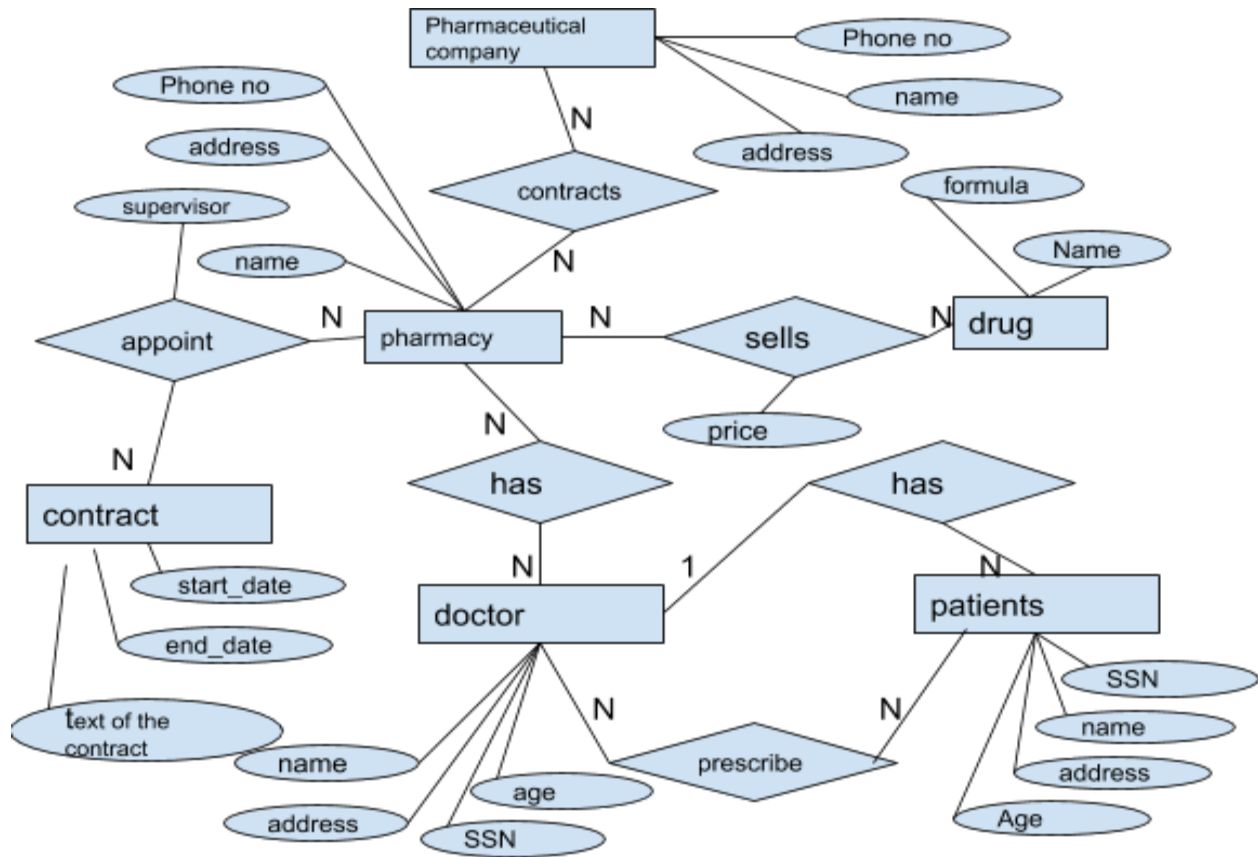 Pharmaceutical
company
Phone no
name
address
Phone no
address
supervisor
name
N
contracts
N
formula
Name
appoint
N
pharmacy
N
sells
N
drug
price
N
N
has
has
contract
start_date
end_date
text of the
contract
N
1
N
doctor
patients
name
address
SSN
age
N
prescribe
N
SSN
name
address
Age